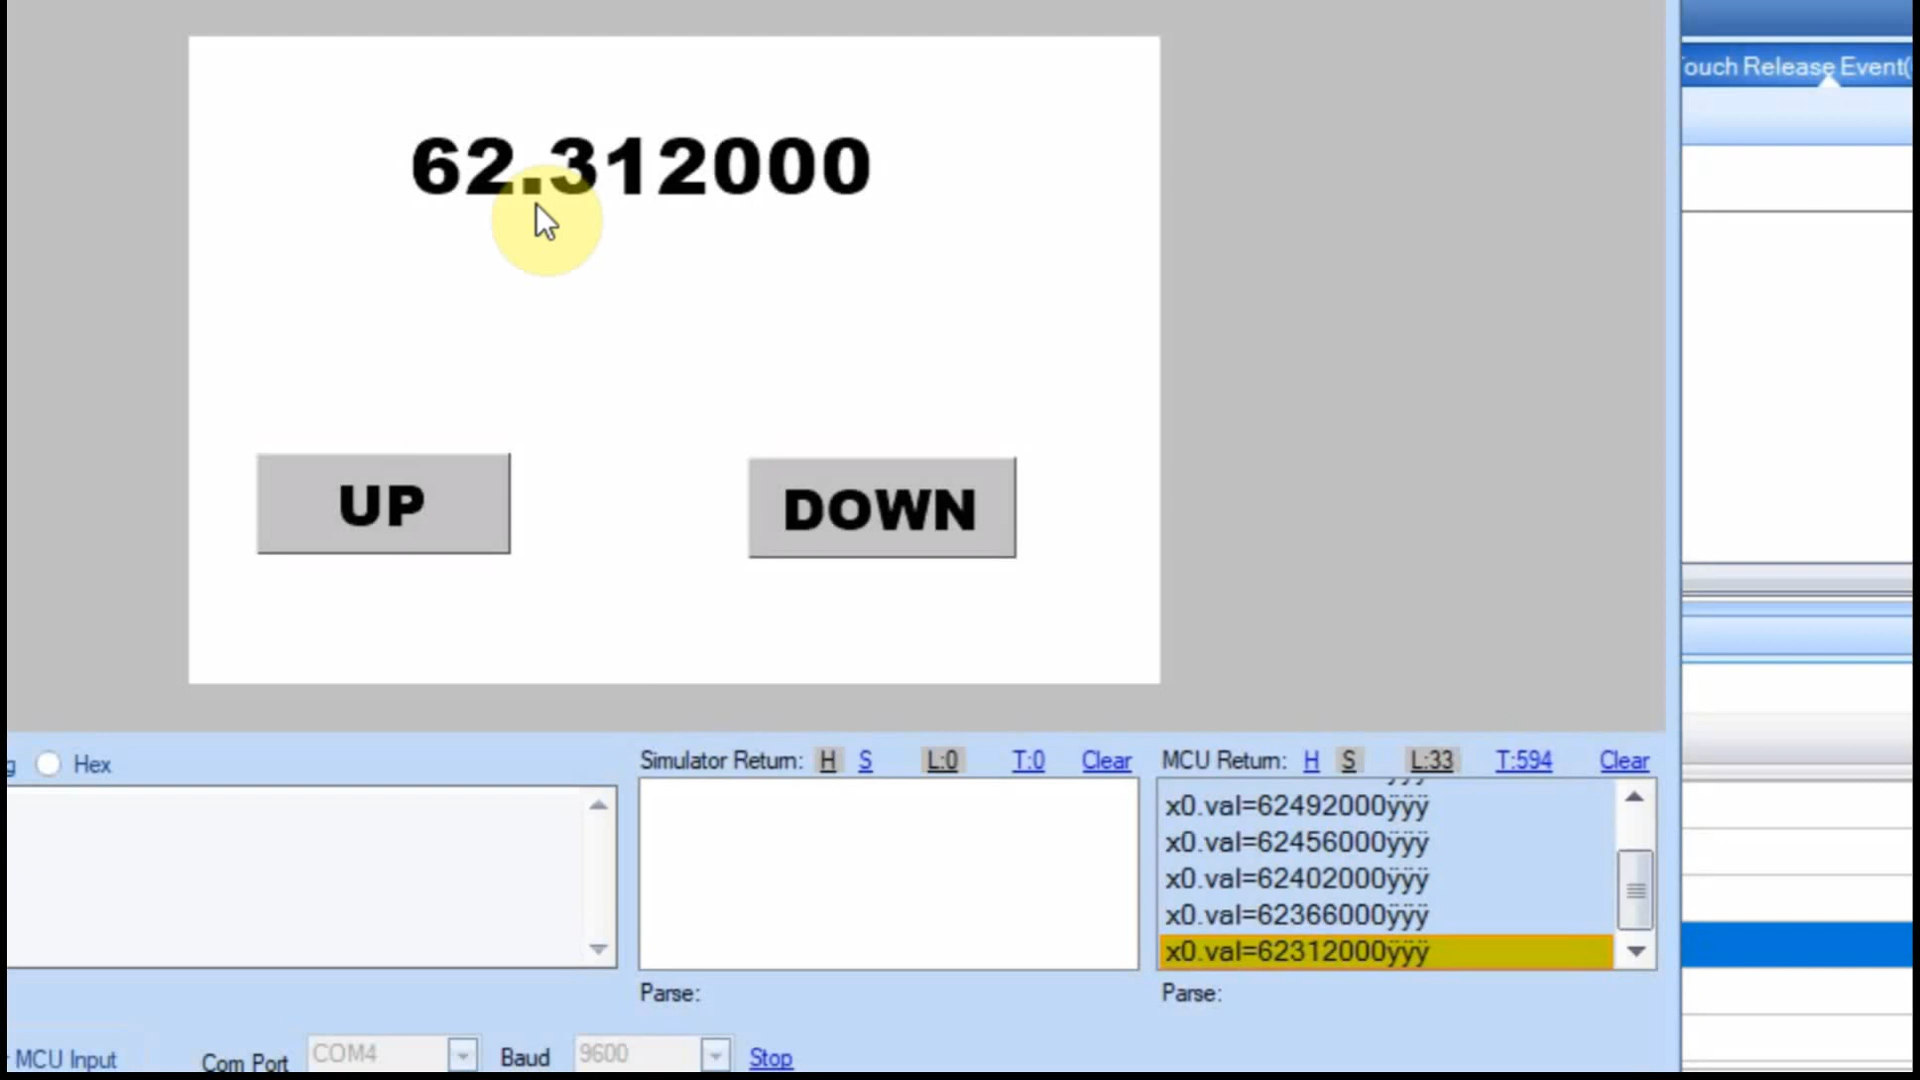 ouch Release Event(
62.312000
UP
DOWN
g Hex
Simulator Return: H S L:0 T:0 Clear
MCU Return: H S L:33 T:594 Clear
x0.val=62492000ÿÿÿ
x0.val=62456000ÿÿÿ
x0.val=62402000ÿÿÿ
x0.val=62366000ÿÿÿ
x0.val=62312000ÿÿÿ
Parse:
Parse:
MCU Input Com Port COM4 Baud 9600 Stop